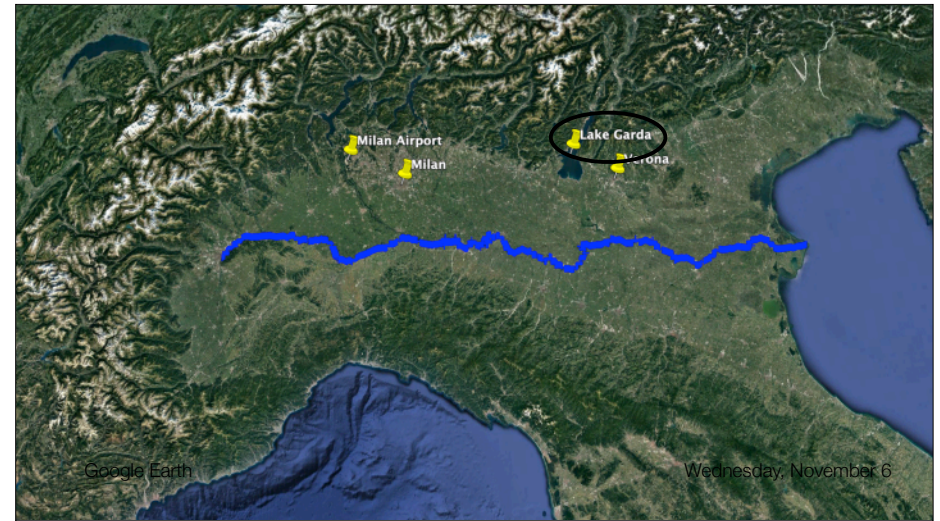 Milan Airport
Lake Garda
Milan
Verona
Google Earth
Wednesday, November 6